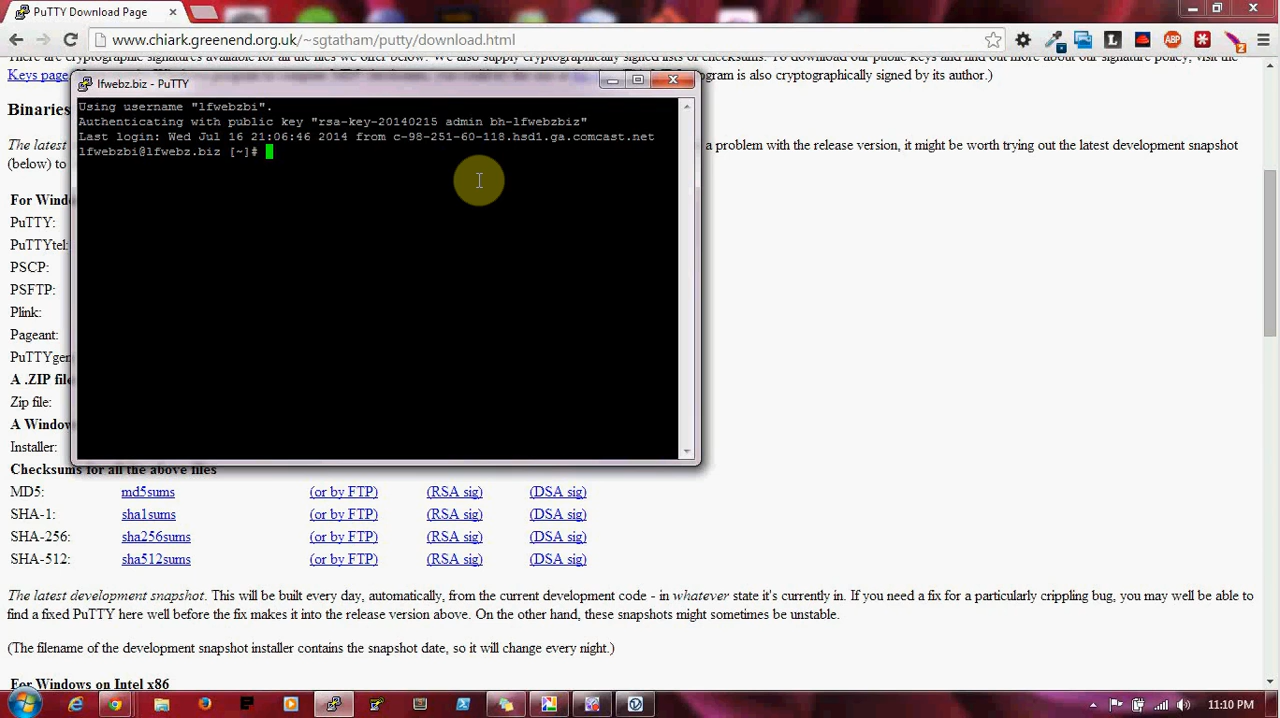 PuTTY Download Page
www.chiark.greenend.org.uk/~sgtatham/putty/download.html
There are cryptographic signatures available for all the files we offer below. We also supply cryptographically signed lists of checksums. To download our public keys and find out more about our signature policy, visit the
Keys page
gram is also cryptographically signed by its author.)
lfwebz.biz - PuTTY
Using username "lfwebzbi".
Authenticating with public key "rsa-key-20140215 admin bh-lfwebzbiz"
Last login: Wed Jul 16 21:06:46 2014 from c-98-251-60-118.hsd1.ga.comcast.net
lfwebzbi@lfwebz.biz [~]#
Binaries
The latest
a problem with the release version, it might be worth trying out the latest development snapshot
(below) to
For Windo
PuTTY:
PuTTYtel:
PSCP:
PSFTP:
Plink:
Pageant:
PuTTYgen
A .ZIP file
Zip file:
A Window
Installer:
Checksums for all the above files
MD5: md5sums (or by FTP) (RSA sig) (DSA sig)
SHA-1: sha1sums (or by FTP) (RSA sig) (DSA sig)
SHA-256: sha256sums (or by FTP) (RSA sig) (DSA sig)
SHA-512: sha512sums (or by FTP) (RSA sig) (DSA sig)
The latest development snapshot. This will be built every day, automatically, from the current development code - in whatever state it's currently in. If you need a fix for a particularly crippling bug, you may well be able to
find a fixed PuTTY here well before the fix makes it into the release version above. On the other hand, these snapshots might sometimes be unstable.
(The filename of the development snapshot installer contains the snapshot date, so it will change every night.)
For Windows on Intel x86
11:10 PM